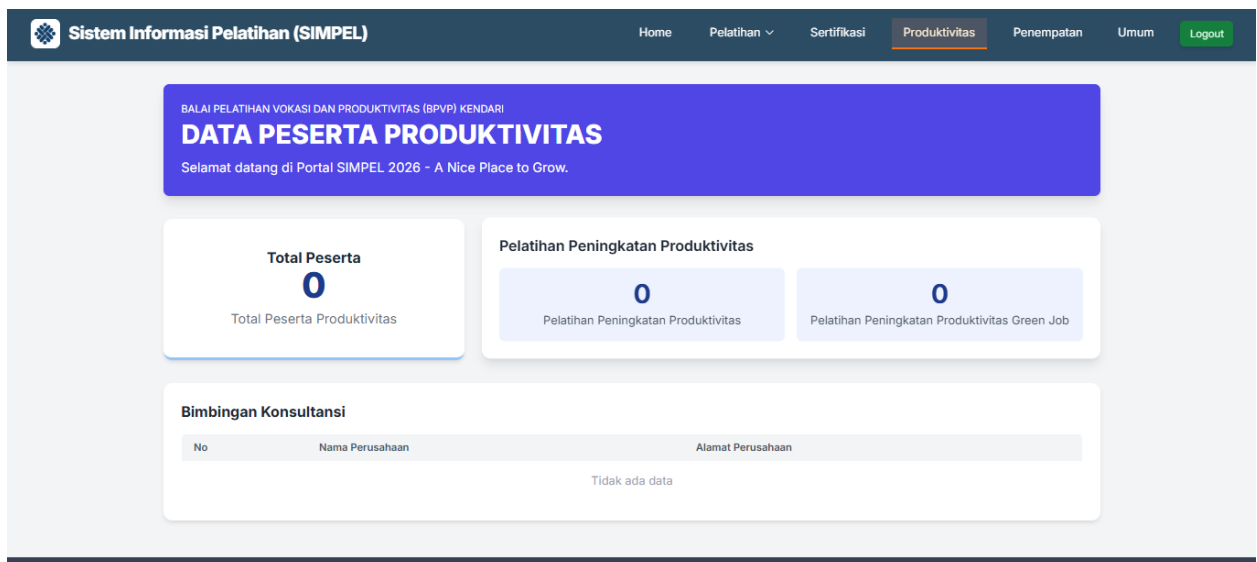 Sistem Informasi Pelatihan (SIMPEL)
Home
Pelatihan
Sertifikasi
Produktivitas
Penempatan
Umum
Logout
BALAI PELATIHAN VOKASI DAN PRODUKTIVITAS (BPVP) KENDARI
DATA PESERTA PRODUKTIVITAS
Selamat datang di Portal SIMPEL 2026 - A Nice Place to Grow.
Total Peserta
0
Total Peserta Produktivitas
Pelatihan Peningkatan Produktivitas
0
Pelatihan Peningkatan Produktivitas
0
Pelatihan Peningkatan Produktivitas Green Job
Bimbingan Konsultansi
No Nama Perusahaan Alamat Perusahaan
Tidak ada data